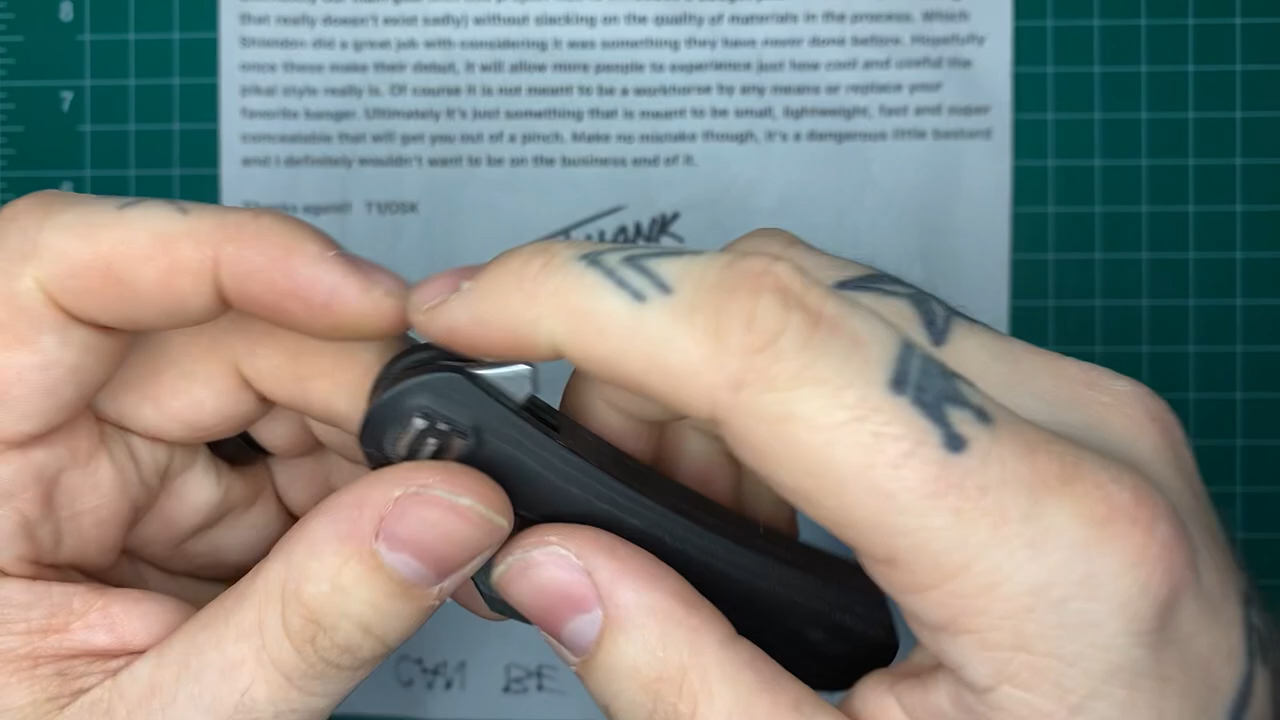 8
that really doesn't exist sadly) without slacking on the quality of materials in the process. Which
Shieldon did a great job with considering it was something they have never done before. Hopefully
once these make their debut, it will allow more people to experience just how cool and useful the
pikal style really is. Of course it is not meant to be a workhorse by any means or replace your
7
favorite banger. Ultimately it's just something that is meant to be small, lightweight, fast and super
concealable that will get you out of a pinch. Make no mistake though, it's a dangerous little bastard
and I definitely wouldn't want to be on the business end of it.
Thanks again!
THANK
CAN BE